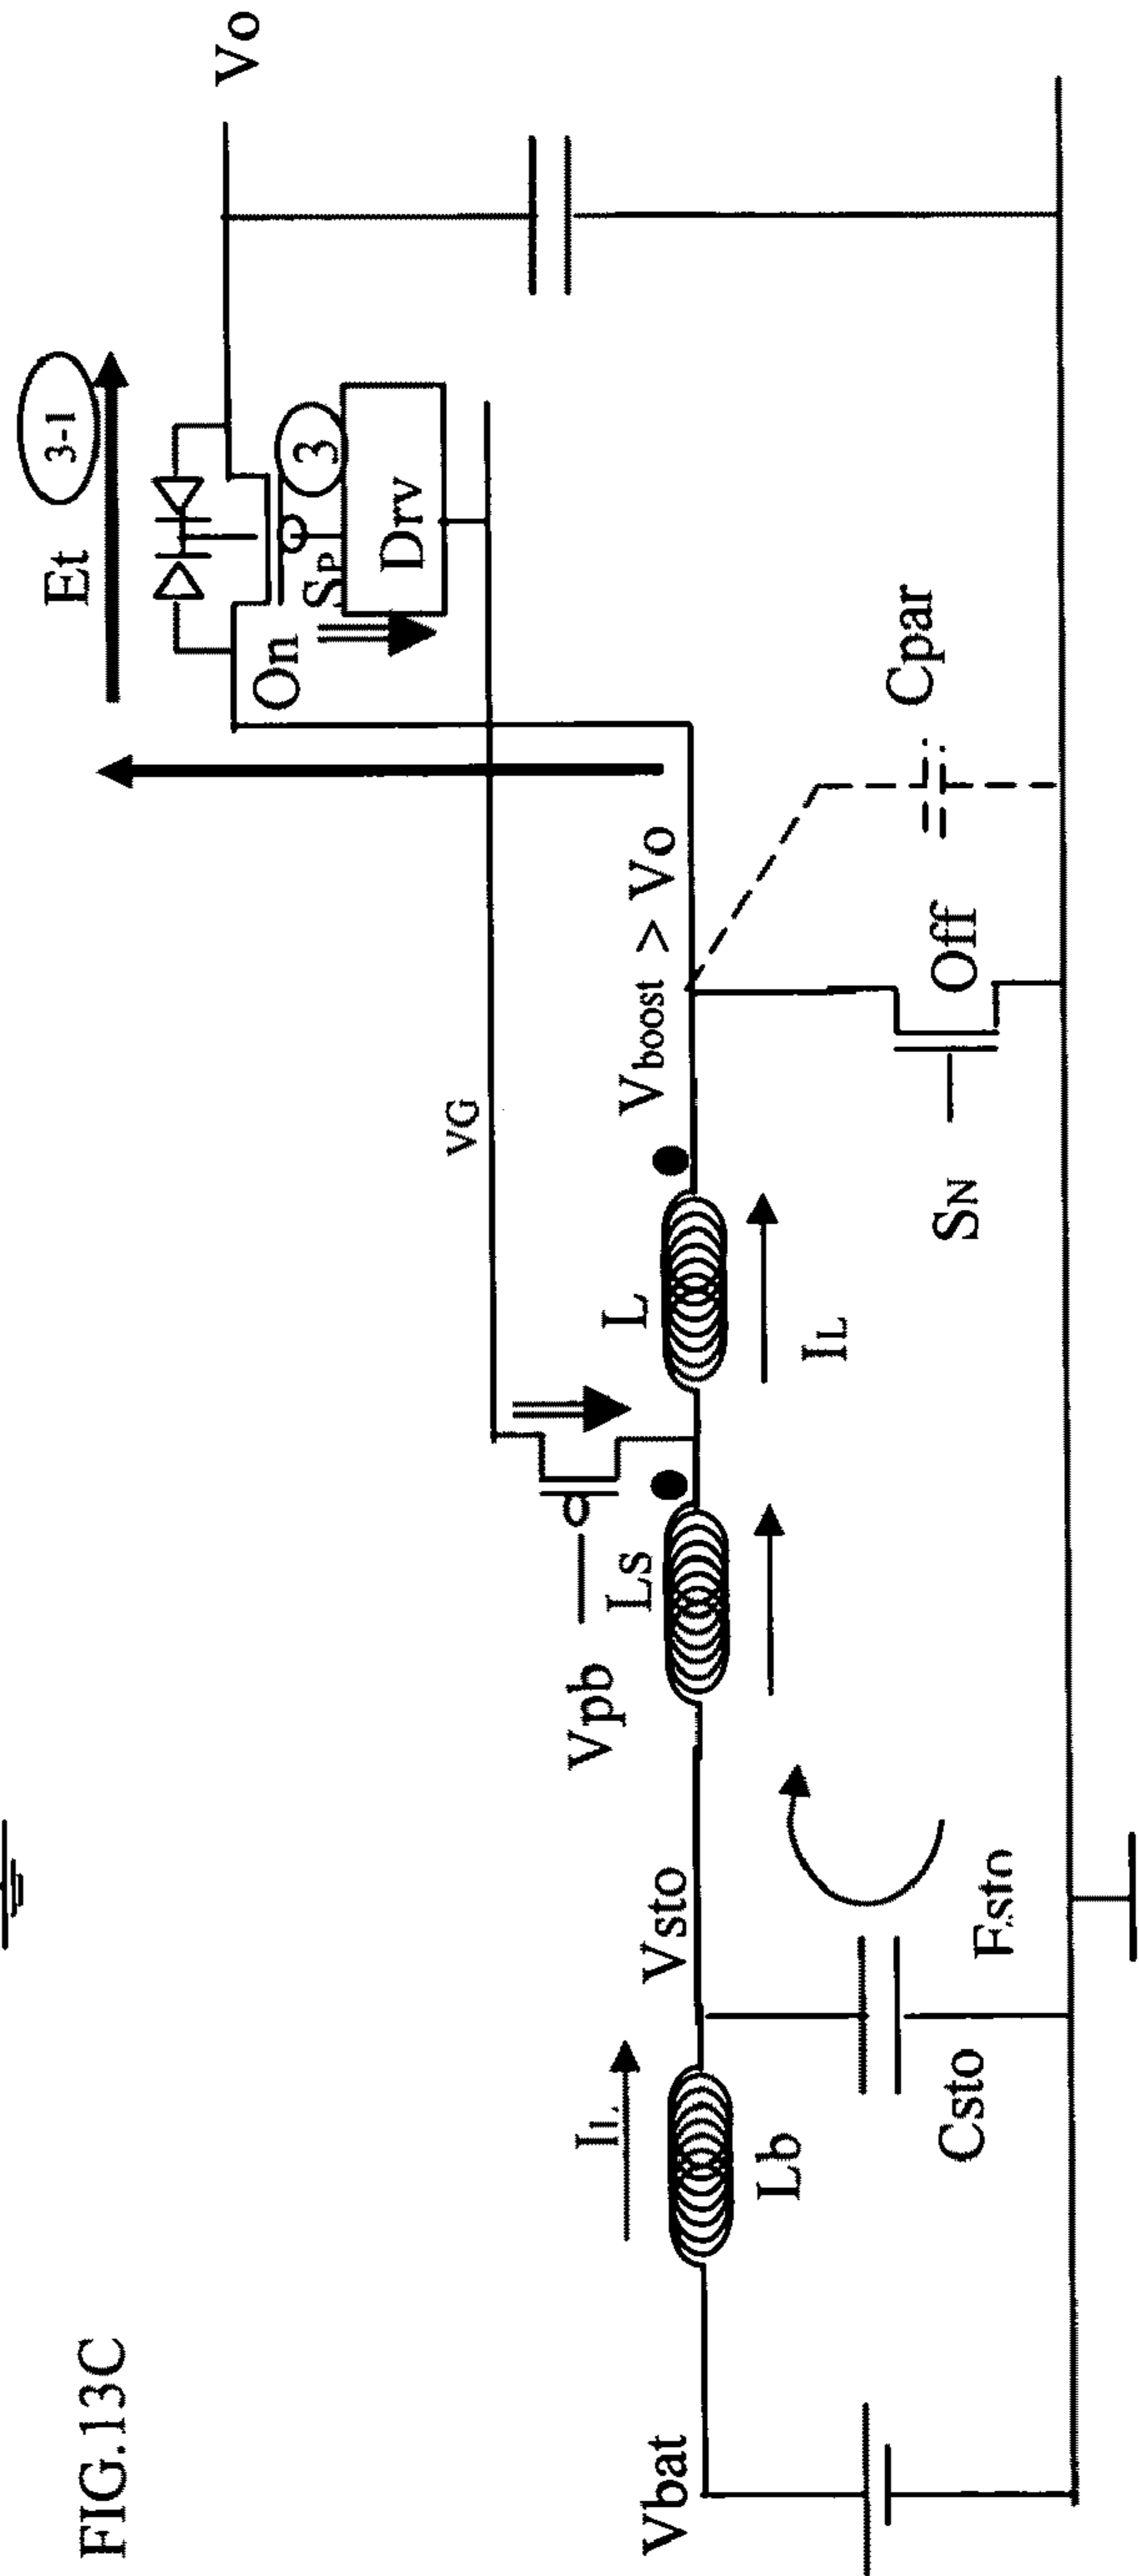 FIG.13C
Et
3-1
Vo
On
SP
3
Drv
VG
Vpb
Vbat
IL
Lb
Vsto
Ls
L
Vboost > Vo
IL
Csto
Esto
SN
Off
Cpar